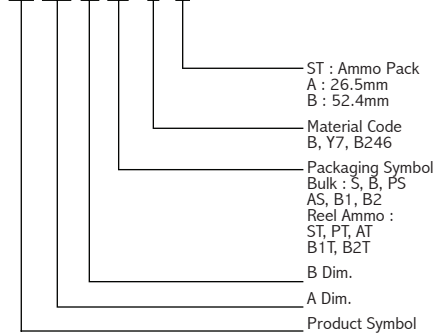 ST : Ammo Pack
A : 26.5mm
B : 52.4mm
Material Code
B, Y7, B246
Packaging Symbol
Bulk : S, B, PS
AS, B1, B2
Reel Ammo :
ST, PT, AT
B1T, B2T
B Dim.
A Dim.
Product Symbol